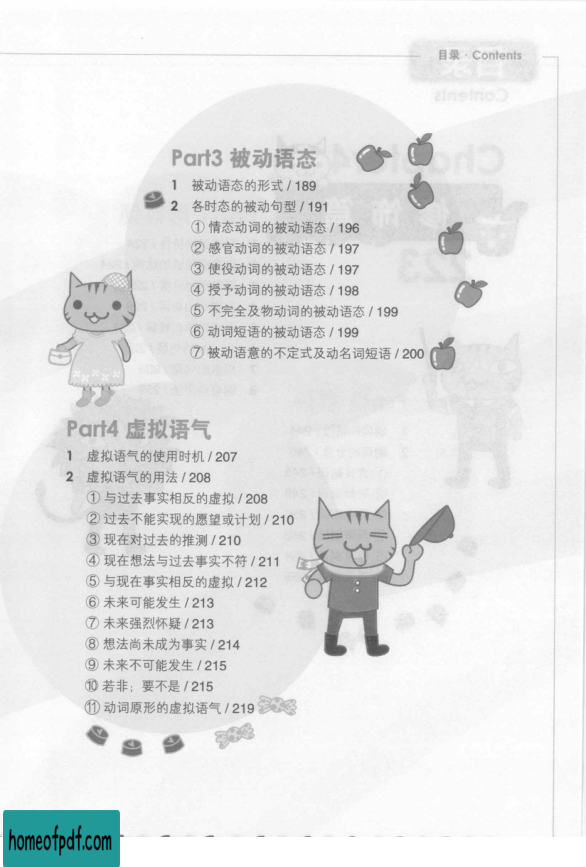 目录 · Contents
Part3 被动语态
1 被动语态的形式 / 189
2 各时态的被动句型 / 191
① 情态动词的被动语态 / 196
② 感官动词的被动语态 / 197
③ 使役动词的被动语态 / 197
④ 授予动词的被动语态 / 198
⑤ 不完全及物动词的被动语态 / 199
⑥ 动词短语的被动语态 / 199
⑦ 被动语意的不定式及动名词短语 / 200
Part4 虚拟语气
1 虚拟语气的使用时机 / 207
2 虚拟语气的用法 / 208
① 与过去事实相反的虚拟 / 208
② 过去不能实现的愿望或计划 / 210
③ 现在对过去的推测 / 210
④ 现在想法与过去事实不符 / 211
⑤ 与现在事实相反的虚拟 / 212
⑥ 未来可能发生 / 213
⑦ 未来强烈怀疑 / 213
⑧ 想法尚未成为事实 / 214
⑨ 未来不可能发生 / 215
⑩ 若非；要不是 / 215
⑪ 动词原形的虚拟语气 / 219
homeofpdf.com